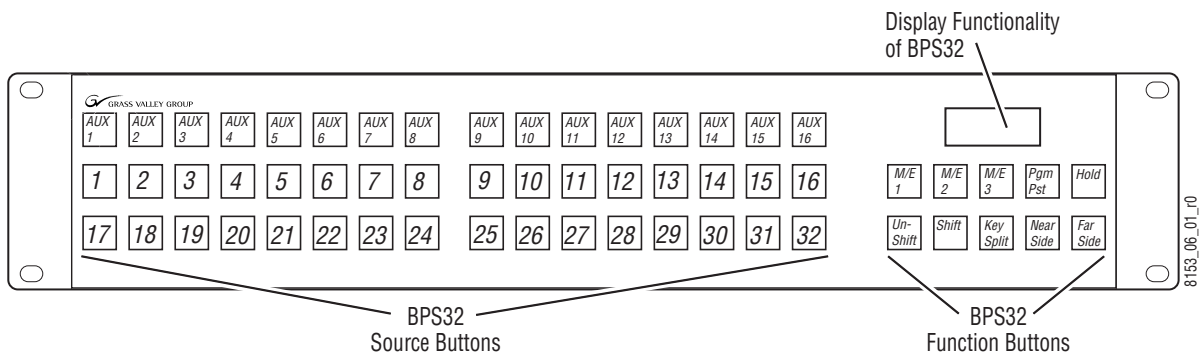 Display Functionality
of BPS32
GRASS VALLEY GROUP
AUX 1 AUX 2 AUX 3 AUX 4 AUX 5 AUX 6 AUX 7 AUX 8 AUX 9 AUX 10 AUX 11 AUX 12 AUX 13 AUX 14 AUX 15 AUX 16
1 2 3 4 5 6 7 8 9 10 11 12 13 14 15 16
M/E 1 M/E 2 M/E 3 Pgm Pst Hold
17 18 19 20 21 22 23 24 25 26 27 28 29 30 31 32
Un-Shift Shift Key Split Near Side Far Side
8153_06_01_r0
BPS32
Source Buttons
BPS32
Function Buttons